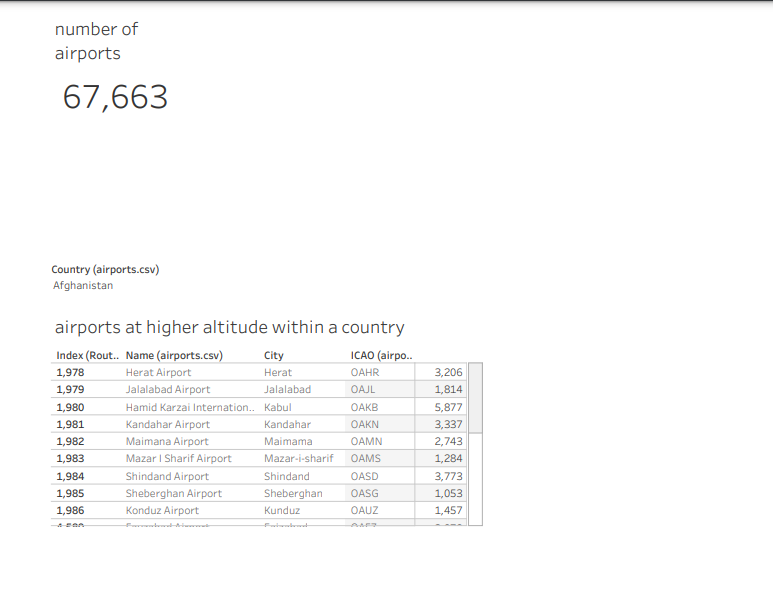 number of
airports
67,663
Country (airports.csv)
Afghanistan
airports at higher altitude within a country
Index (Rout.. Name (airports.csv) City ICAO (airpo..
1,978 Herat Airport Herat OAHR 3,206
1,979 Jalalabad Airport Jalalabad OAJL 1,814
1,980 Hamid Karzai Internation.. Kabul OAKB 5,877
1,981 Kandahar Airport Kandahar OAKN 3,337
1,982 Maimana Airport Maimama OAMN 2,743
1,983 Mazar I Sharif Airport Mazar-i-sharif OAMS 1,284
1,984 Shindand Airport Shindand OASD 3,773
1,985 Sheberghan Airport Sheberghan OASG 1,053
1,986 Konduz Airport Kunduz OAUZ 1,457